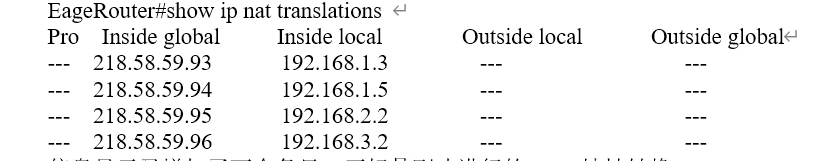 EageRouter#show ip nat translations ↵
Pro Inside global Inside local Outside local Outside global↵
--- 218.58.59.93 192.168.1.3 --- ---
--- 218.58.59.94 192.168.1.5 --- ---
--- 218.58.59.95 192.168.2.2 --- ---
--- 218.58.59.96 192.168.3.2 --- ---